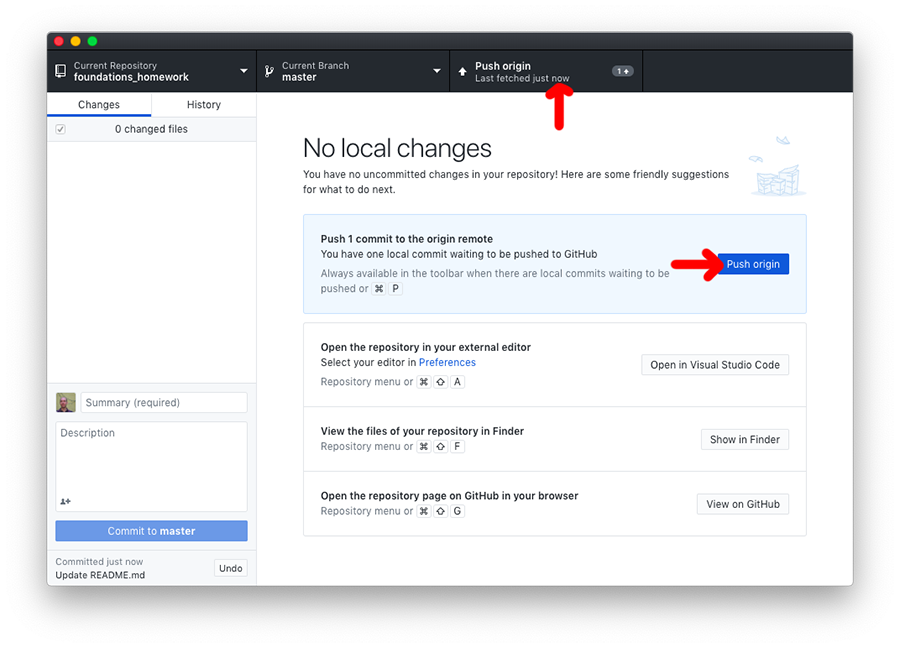 Current Repository
foundations_homework
Current Branch
master
Push origin
Last fetched just now
1
Changes
History
0 changed files
No local changes
You have no uncommitted changes in your repository! Here are some friendly suggestions
for what to do next.
Push 1 commit to the origin remote
You have one local commit waiting to be pushed to GitHub
Always available in the toolbar when there are local commits waiting to be
pushed or ⌘ P
Push origin
Open the repository in your external editor
Select your editor in Preferences
Repository menu or ⌘ ⇧ A
Open in Visual Studio Code
View the files of your repository in Finder
Repository menu or ⌘ ⇧ F
Show in Finder
Open the repository page on GitHub in your browser
Repository menu or ⌘ ⇧ G
View on GitHub
Summary (required)
Description
Commit to master
Committed just now
Update README.md
Undo